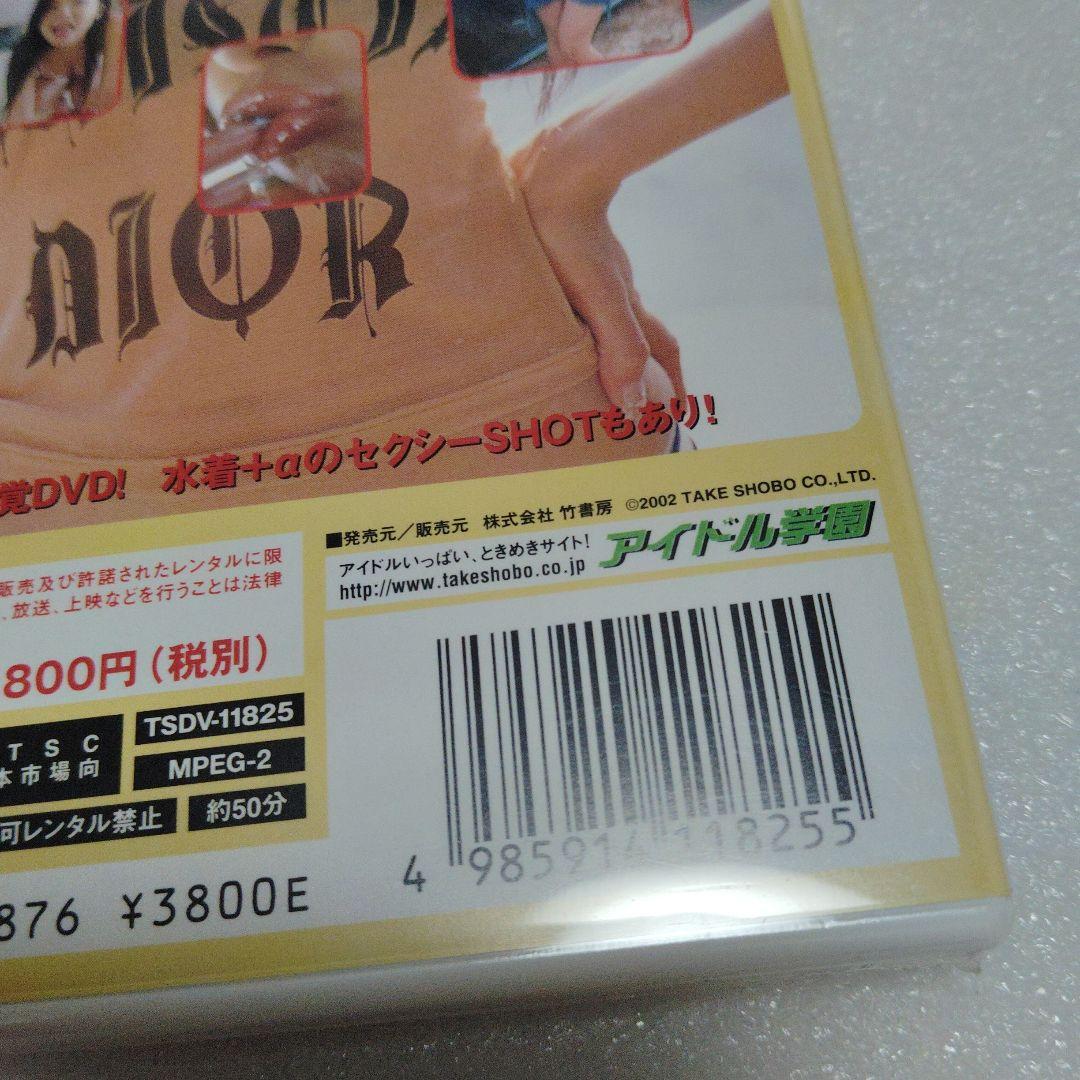 DIOR
覚DVD! 水着+αのセクシーSHOTもあり!
■発売元/販売元 株式会社 竹書房 ©2002 TAKE SHOBO CO.,LTD.
アイドルいっぱい、ときめきサイト!
http://www.takeshobo.co.jp
アイドル学園
販売及び許諾されたレンタルに限
、放送、上映などを行うことは法律
800円(税別)
TSC
本市場向
TSDV-11825
MPEG-2
可レンタル禁止
約50分
4 985914 118255
876 ¥3800E